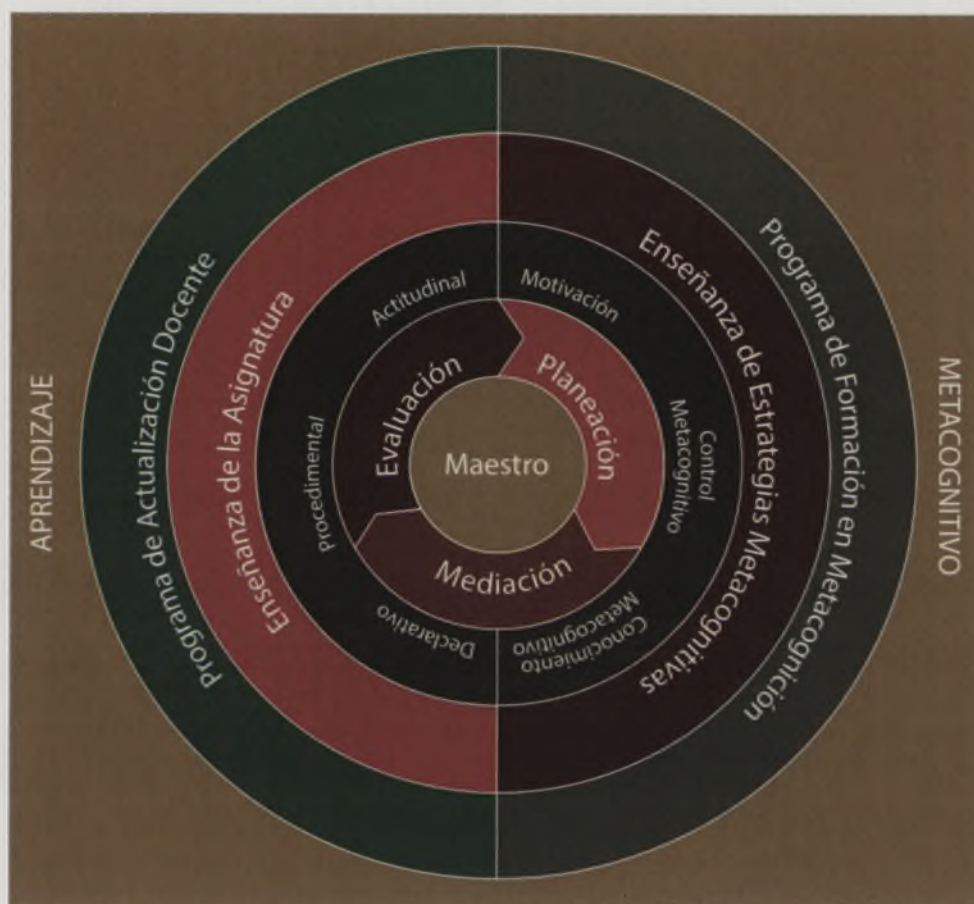 APRENDIZAJE
Programa de Actualización Docente
Enseñanza de la Asignatura
Actitudinal
Procedimental
Declarativo
Evaluación
Planeación
Mediación
Maestro
Motivación
Control
Metacognitivo
Conocimiento
Metacognitivo
Enseñanza de Estrategias Metacognitivas
Programa de Formación en Metacognición
METACOGNITIVO